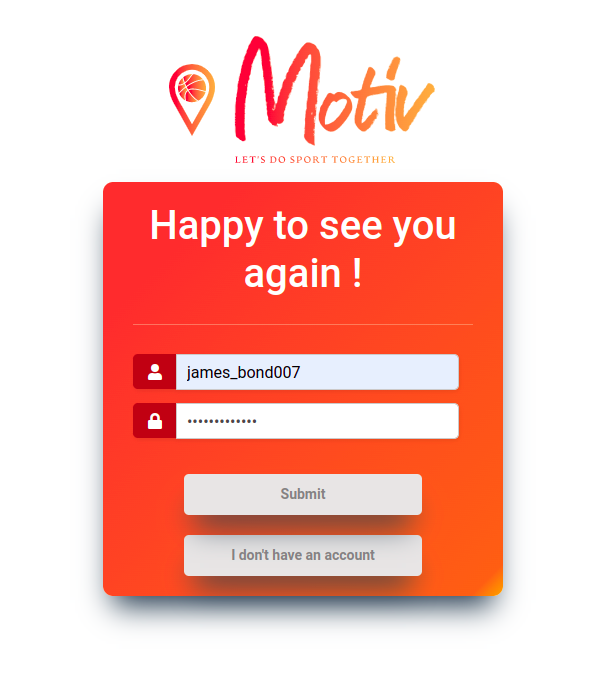 Motiv
LET'S DO SPORT TOGETHER
Happy to see you
again !
james_bond007
•••••••••••••
Submit
I don't have an account